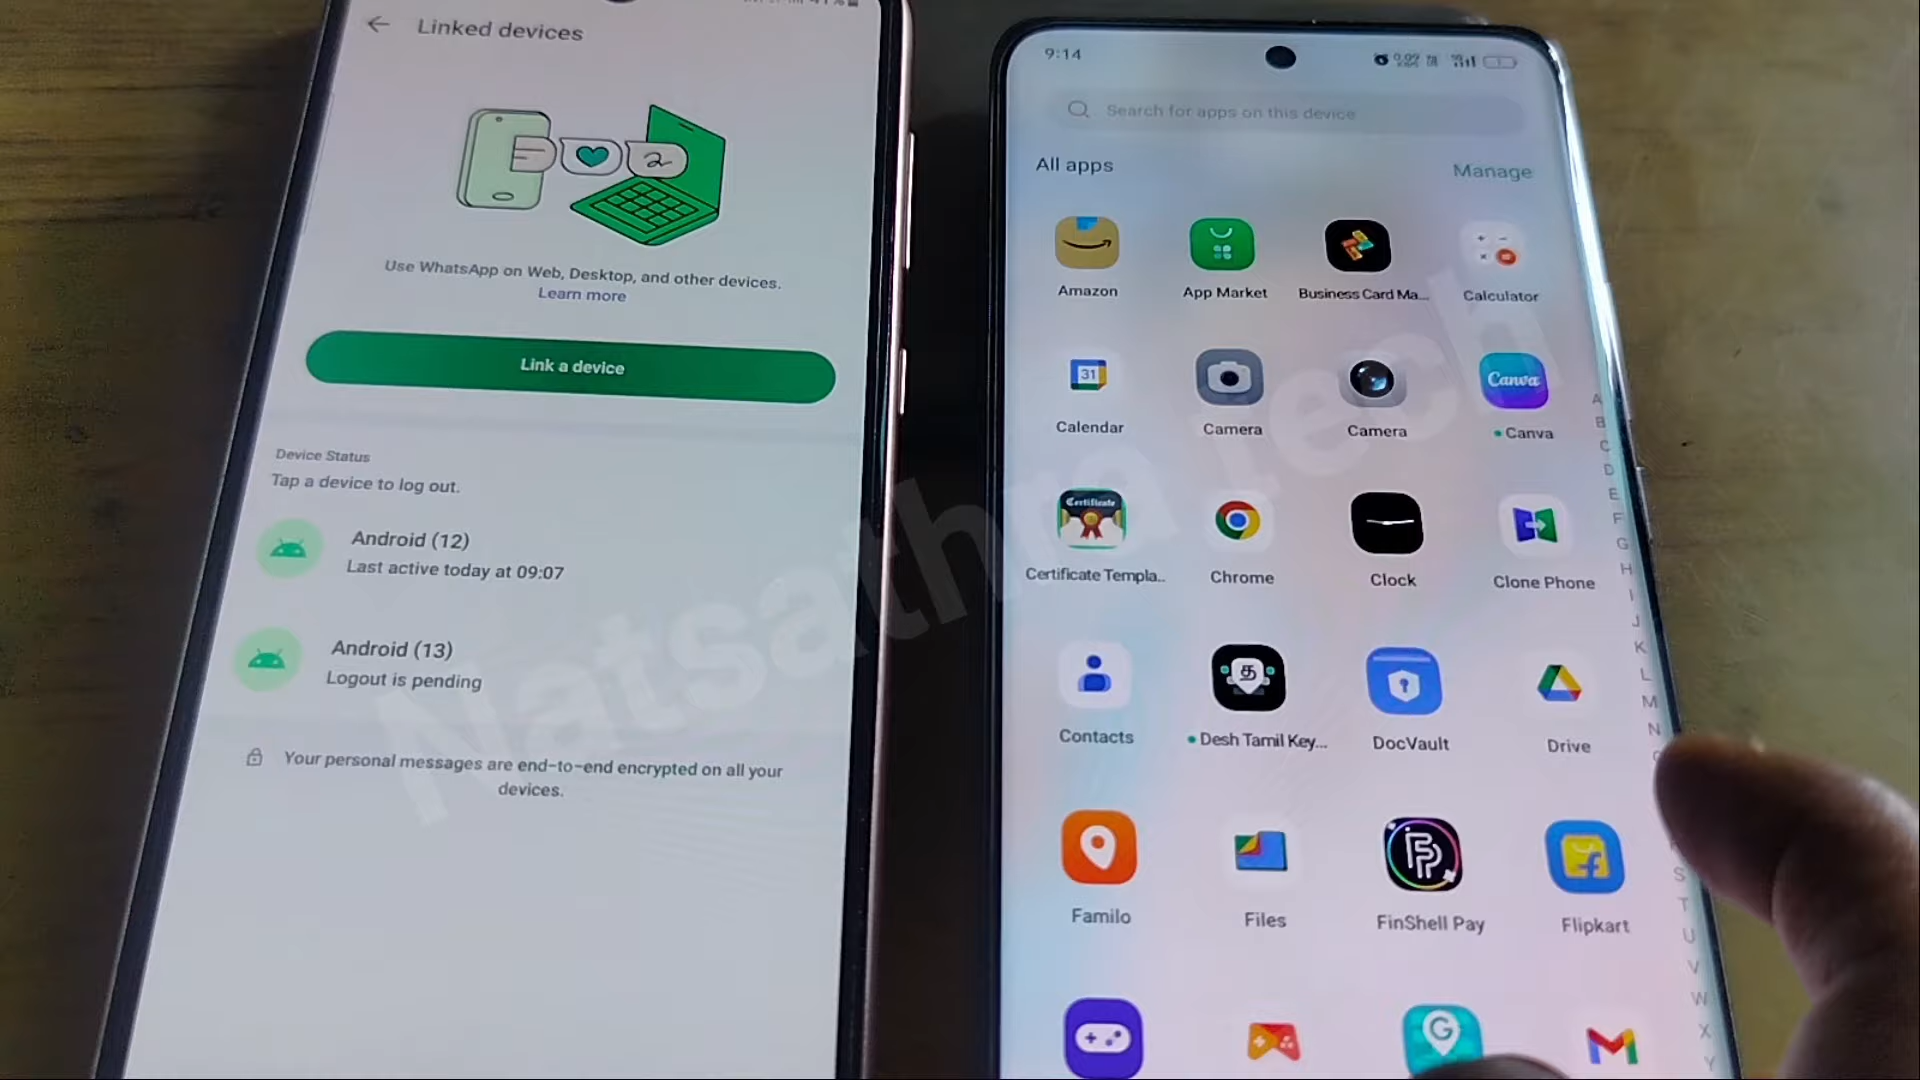 Linked devices
Use WhatsApp on Web, Desktop, and other devices.
Learn more
Link a device
Device Status
Tap a device to log out.
Android (12)
Last active today at 09:07
Android (13)
Logout is pending
Your personal messages are end-to-end encrypted on all your
devices.
9:14
Search for apps on this device
All apps
Manage
Amazon
App Market
Business Card Ma...
Calculator
31
Canva
Calendar
Camera
Camera
Canva
Certificate
Certificate Templa..
Chrome
Clock
Clone Phone
த
Contacts
Desh Tamil Key...
DocVault
Drive
Familo
Files
FinShell Pay
Flipkart
A
B
C
D
E
F
G
H
I
J
K
L
M
N
S
T
U
V
W
X
Y
Natsathra tech